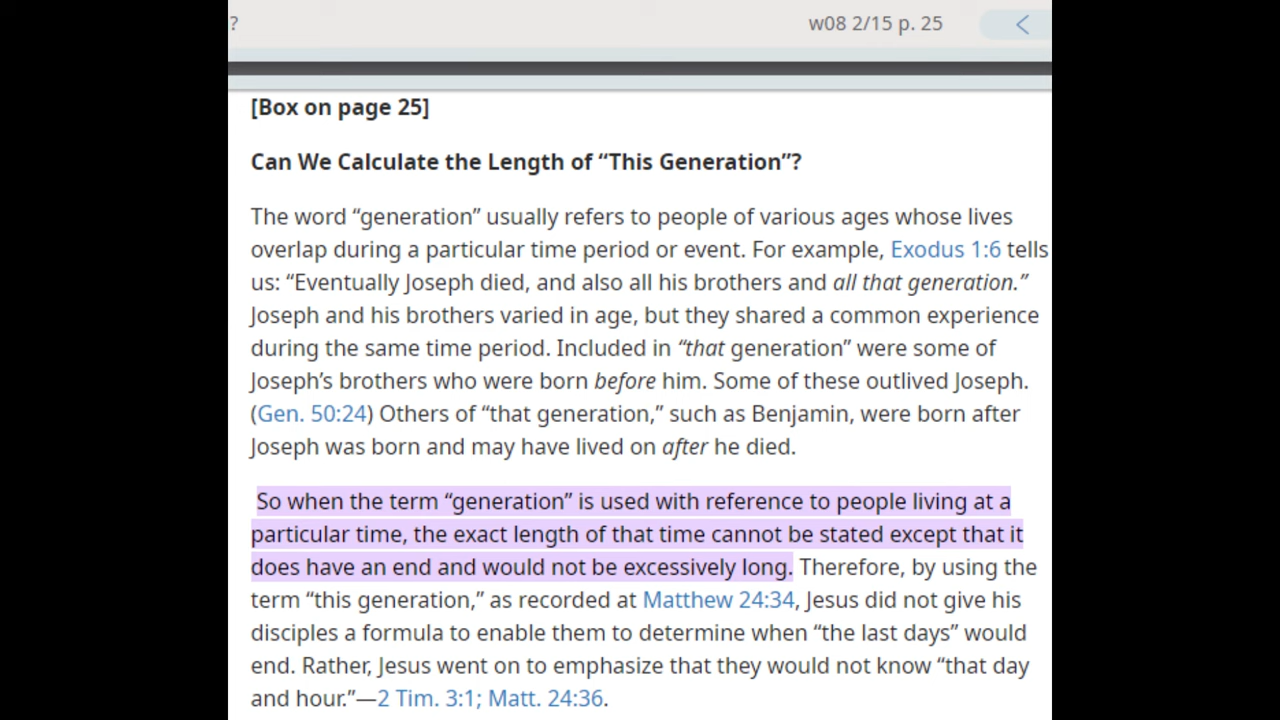 ?
w08 2/15 p. 25
[Box on page 25]
Can We Calculate the Length of “This Generation”?
The word “generation” usually refers to people of various ages whose lives
overlap during a particular time period or event. For example, Exodus 1:6 tells
us: “Eventually Joseph died, and also all his brothers and all that generation.”
Joseph and his brothers varied in age, but they shared a common experience
during the same time period. Included in “that generation” were some of
Joseph’s brothers who were born before him. Some of these outlived Joseph.
(Gen. 50:24) Others of “that generation,” such as Benjamin, were born after
Joseph was born and may have lived on after he died.
So when the term “generation” is used with reference to people living at a
particular time, the exact length of that time cannot be stated except that it
does have an end and would not be excessively long. Therefore, by using the
term “this generation,” as recorded at Matthew 24:34, Jesus did not give his
disciples a formula to enable them to determine when “the last days” would
end. Rather, Jesus went on to emphasize that they would not know “that day
and hour.”—2 Tim. 3:1; Matt. 24:36.